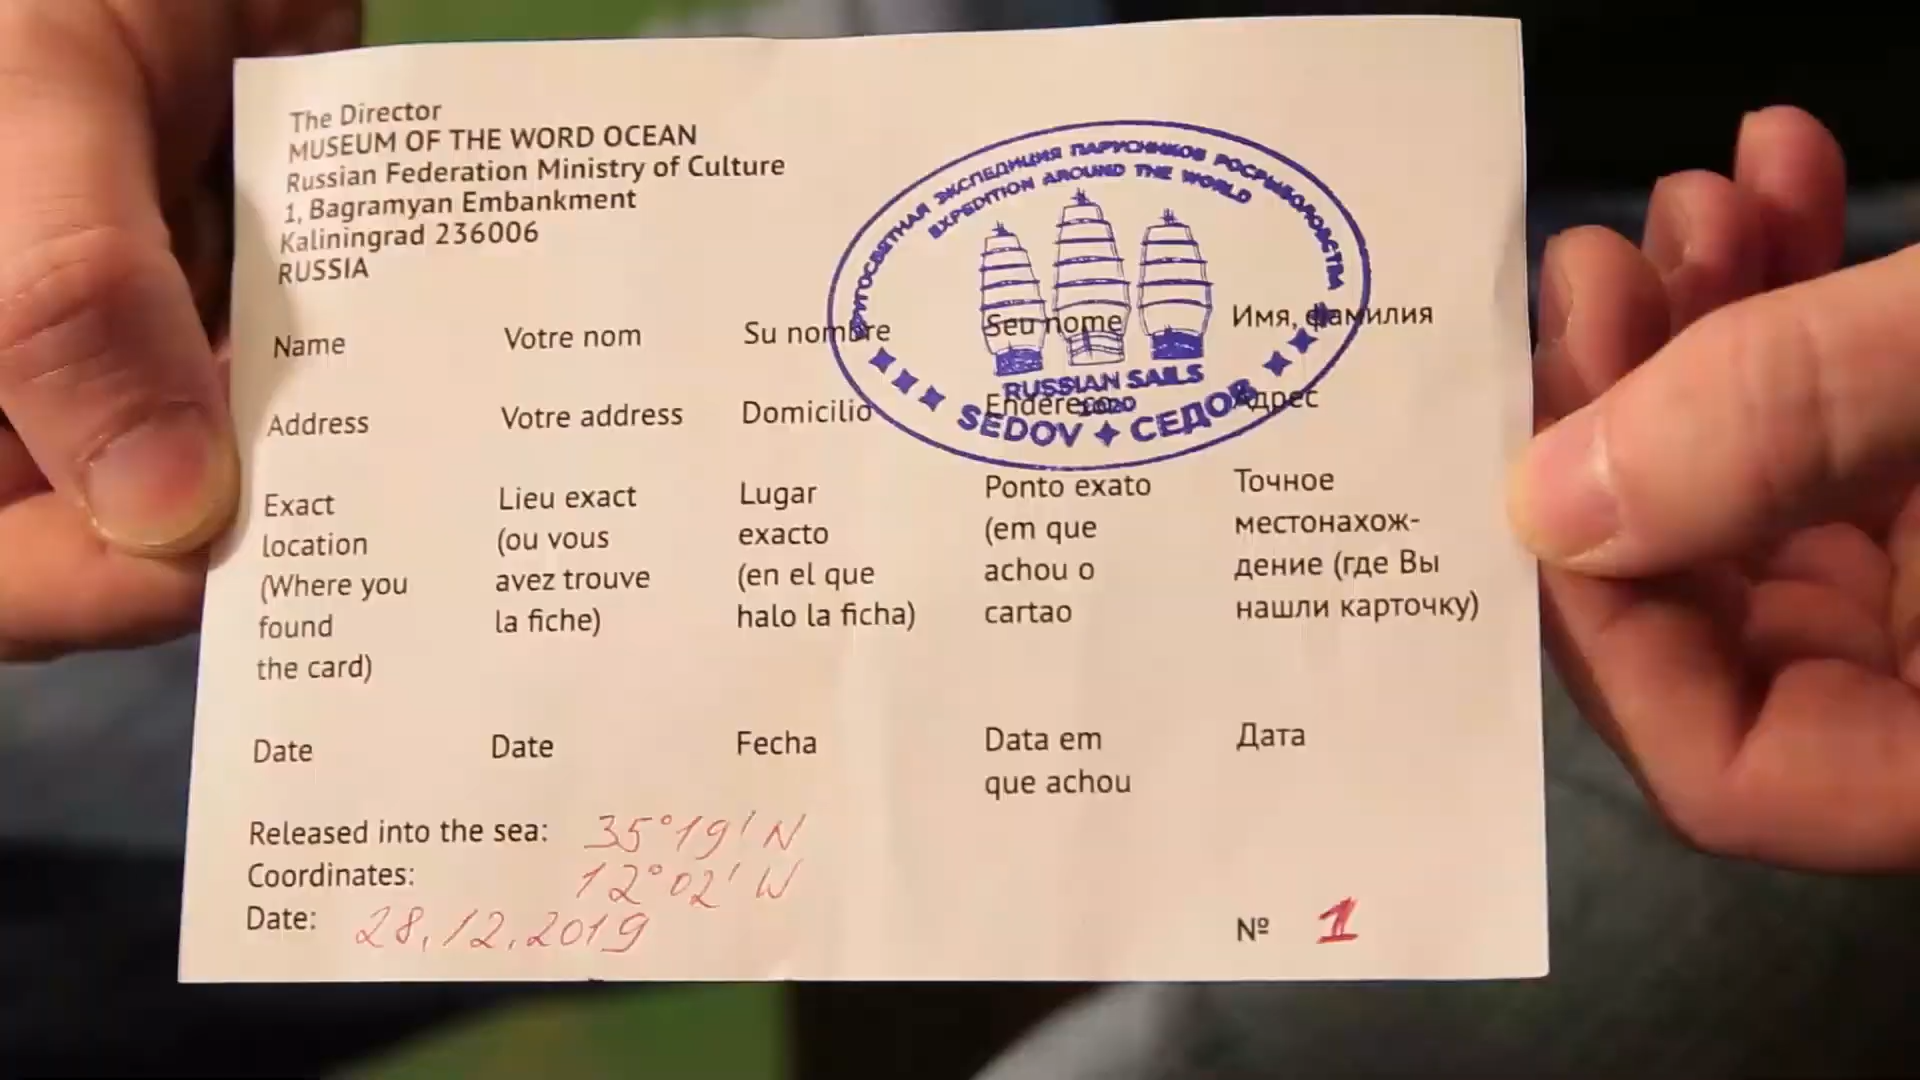 The Director
MUSEUM OF THE WORD OCEAN
Russian Federation Ministry of Culture
1, Bagramyan Embankment
Kaliningrad 236006
RUSSIA
КРУГОСВЕТНАЯ ЭКСПЕДИЦИЯ ПАРУСНИКОВ РОСРЫБОЛОВСТВА
EXPEDITION AROUND THE WORLD
RUSSIAN SAILS
2020
SEDOV СЕДОВ
Name Votre nom Su nombre Seu nome Имя, фамилия
Address Votre address Domicilio Endereco Адрес
Exact Lieu exact Lugar Ponto exato Точное
location (ou vous exacto (em que местонахож-
(Where you avez trouve (en el que achou o дение (где Вы
found la fiche) halo la ficha) cartao нашли карточку)
the card)
Date Date Fecha Data em Дата
que achou
Released into the sea: 35°19' N
Coordinates: 12°02' W
Date: 28.12.2019
№ 1